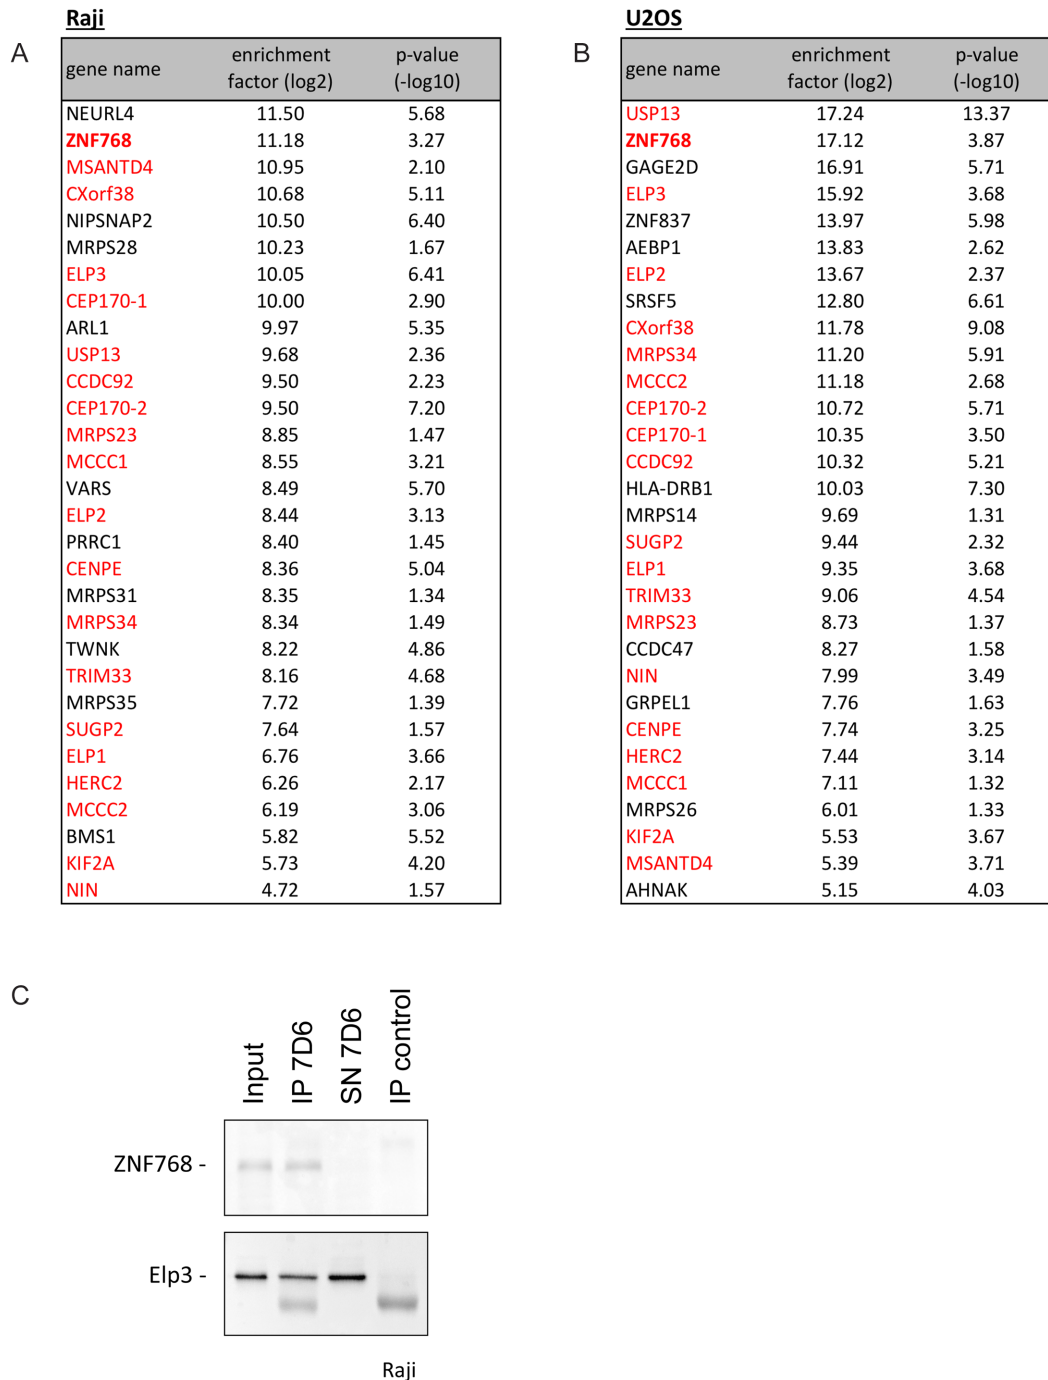 Raji
A
gene name enrichment factor (log2) p-value (-log10)
NEURL4 11.50 5.68
ZNF768 11.18 3.27
MSANTD4 10.95 2.10
CXorf38 10.68 5.11
NIPSNAP2 10.50 6.40
MRPS28 10.23 1.67
ELP3 10.05 6.41
CEP170-1 10.00 2.90
ARL1 9.97 5.35
USP13 9.68 2.36
CCDC92 9.50 2.23
CEP170-2 9.50 7.20
MRPS23 8.85 1.47
MCCC1 8.55 3.21
VARS 8.49 5.70
ELP2 8.44 3.13
PRRC1 8.40 1.45
CENPE 8.36 5.04
MRPS31 8.35 1.34
MRPS34 8.34 1.49
TWNK 8.22 4.86
TRIM33 8.16 4.68
MRPS35 7.72 1.39
SUGP2 7.64 1.57
ELP1 6.76 3.66
HERC2 6.26 2.17
MCCC2 6.19 3.06
BMS1 5.82 5.52
KIF2A 5.73 4.20
NIN 4.72 1.57
U2OS
B
gene name enrichment factor (log2) p-value (-log10)
USP13 17.24 13.37
ZNF768 17.12 3.87
GAGE2D 16.91 5.71
ELP3 15.92 3.68
ZNF837 13.97 5.98
AEBP1 13.83 2.62
ELP2 13.67 2.37
SRSF5 12.80 6.61
CXorf38 11.78 9.08
MRPS34 11.20 5.91
MCCC2 11.18 2.68
CEP170-2 10.72 5.71
CEP170-1 10.35 3.50
CCDC92 10.32 5.21
HLA-DRB1 10.03 7.30
MRPS14 9.69 1.31
SUGP2 9.44 2.32
ELP1 9.35 3.68
TRIM33 9.06 4.54
MRPS23 8.73 1.37
CCDC47 8.27 1.58
NIN 7.99 3.49
GRPEL1 7.76 1.63
CENPE 7.74 3.25
HERC2 7.44 3.14
MCCC1 7.11 1.32
MRPS26 6.01 1.33
KIF2A 5.53 3.67
MSANTD4 5.39 3.71
AHNAK 5.15 4.03
C
Input
IP 7D6
SN 7D6
IP control
ZNF768 -
Elp3 -
Raji